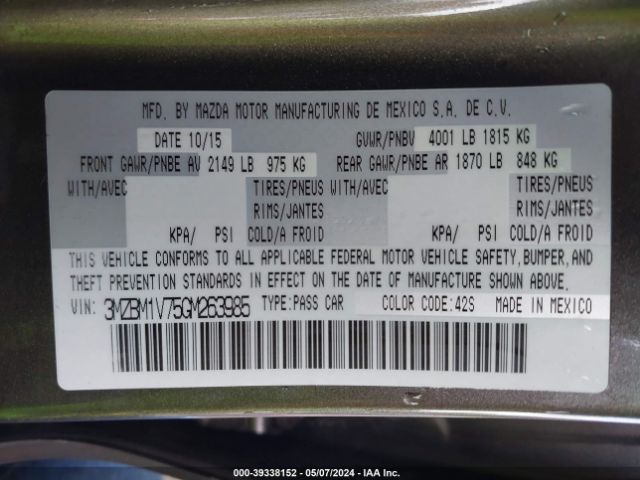 MFD. BY MAZDA MOTOR MANUFACTURING DE MEXICO S.A. DE C.V.
DATE 10/15 GVWR/PNBV 4001 LB 1815 KG
FRONT GAWR/PNBE AV 2149 LB 975 KG REAR GAWR/PNBE AR 1870 LB 848 KG
WITH/AVEC TIRES/PNEUS WITH/AVEC TIRES/PNEUS
RIMS/JANTES RIMS/JANTES
KPA/ PSI COLD/A FROID KPA/ PSI COLD/A FROID
THIS VEHICLE CONFORMS TO ALL APPLICABLE FEDERAL MOTOR VEHICLE SAFETY, BUMPER, AND
THEFT PREVENTION STANDARDS IN EFFECT ON THE DATE OF MANUFACTURE SHOWN ABOVE.
VIN: 3MZBM1V75GM263985 TYPE:PASS CAR COLOR CODE:42S MADE IN MEXICO
000-39338152 - 05/07/2024 - IAA Inc.